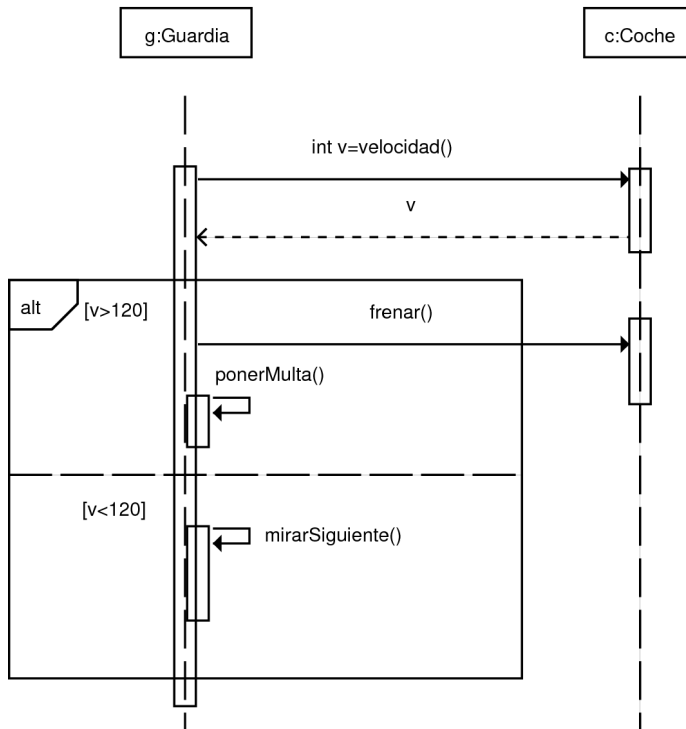 g:Guardia
c:Coche
int v=velocidad()
v
alt
[v>120]
frenar()
ponerMulta()
[v<120]
mirarSiguiente()